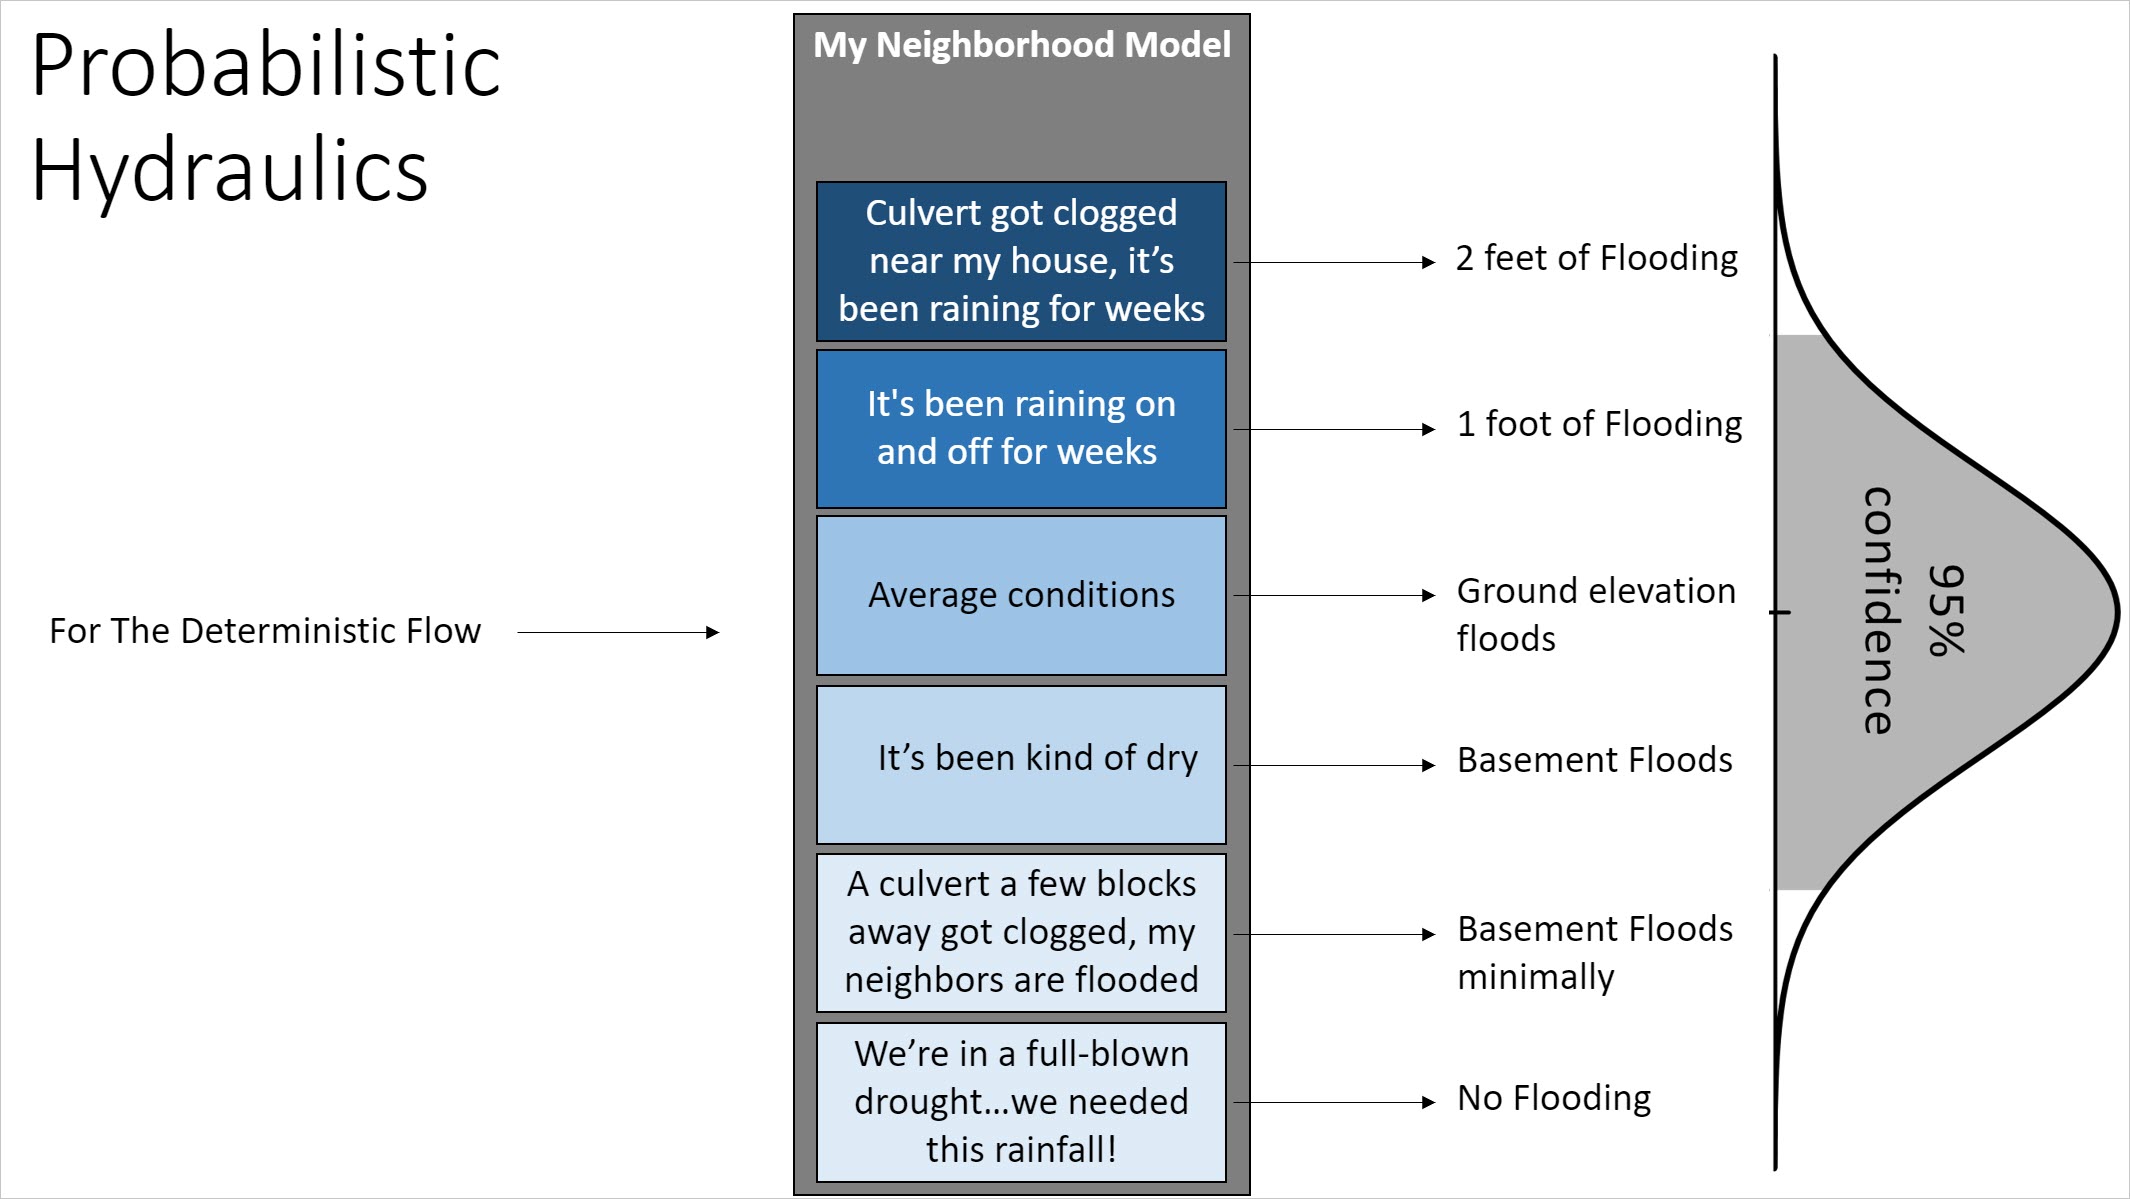 Probabilistic
Hydraulics
My Neighborhood Model
For The Deterministic Flow
Culvert got clogged
near my house, it’s
been raining for weeks
2 feet of Flooding
It's been raining on
and off for weeks
1 foot of Flooding
Average conditions
Ground elevation
floods
It’s been kind of dry
Basement Floods
A culvert a few blocks
away got clogged, my
neighbors are flooded
Basement Floods
minimally
We’re in a full-blown
drought…we needed
this rainfall!
No Flooding
95%
confidence